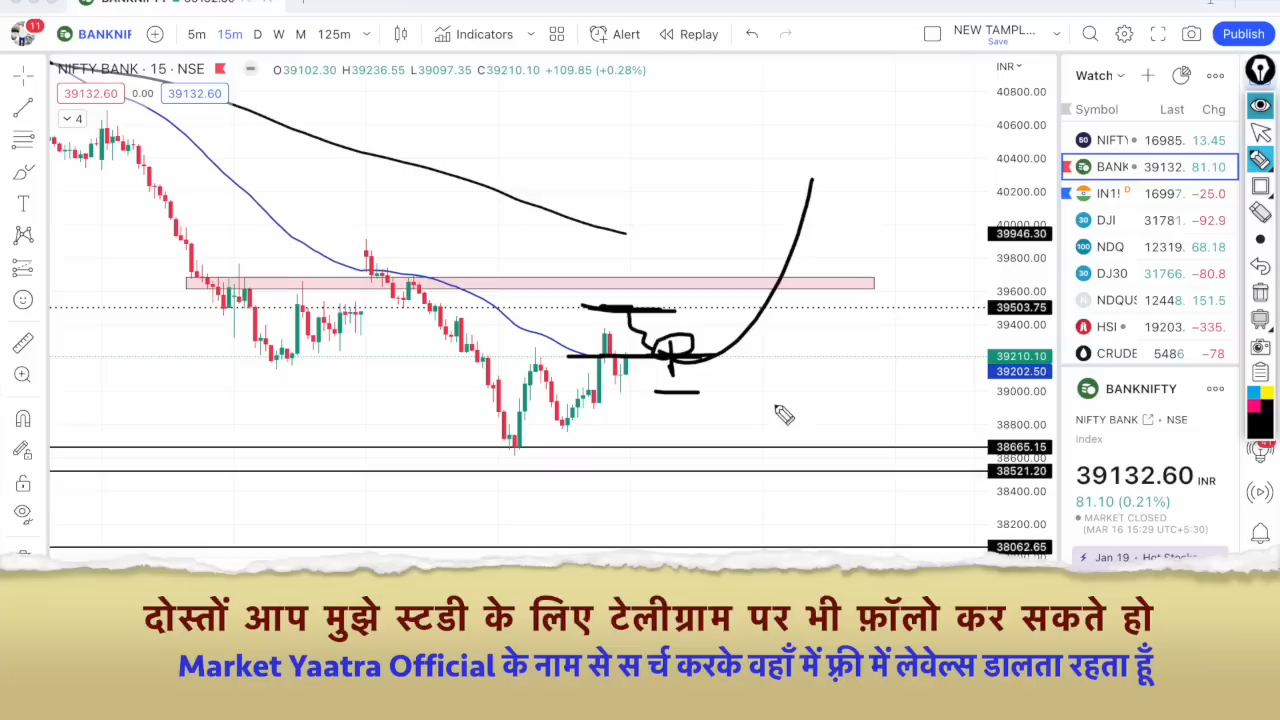 11
BANKNIF
5m 15m D W M 125m
Indicators
Alert
Replay
NEW TAMPL...
Save
Publish
NIFTY BANK · 15 · NSE
O39102.30 H39236.55 L39097.35 C39210.10 +109.85 (+0.28%)
39132.60 0.00 39132.60
4
INR
40800.00
40600.00
40400.00
40200.00
39946.30
39800.00
39600.00
39503.75
39400.00
39210.10
39202.50
39000.00
38800.00
38665.15
38600.00
38521.20
38400.00
38200.00
38062.65
Watch
Symbol Last Chg
NIFTY 16985. 13.45
BANK 39132. 81.10
IN1! D 16997. −25.0
DJI 31781. −92.9
NDQ 12319. 68.18
DJ30 31766. −80.8
NDQUS 12448. 151.5
HSI 19203. −335.
CRUDE 5486 −78
BANKNIFTY
NIFTY BANK · NSE
Index
39132.60 INR
81.10 (0.21%)
MARKET CLOSED
(MAR 16 15:29 UTC+5:30)
Jan 19 · Hot Stocks
दोस्तों आप मुझे स्टडी के लिए टेलीग्राम पर भी फ़ॉलो कर सकते हो
Market Yaatra Official के नाम से स र्च करके वहाँ में फ़्री में लेवेल्स डालता रहता हूँ